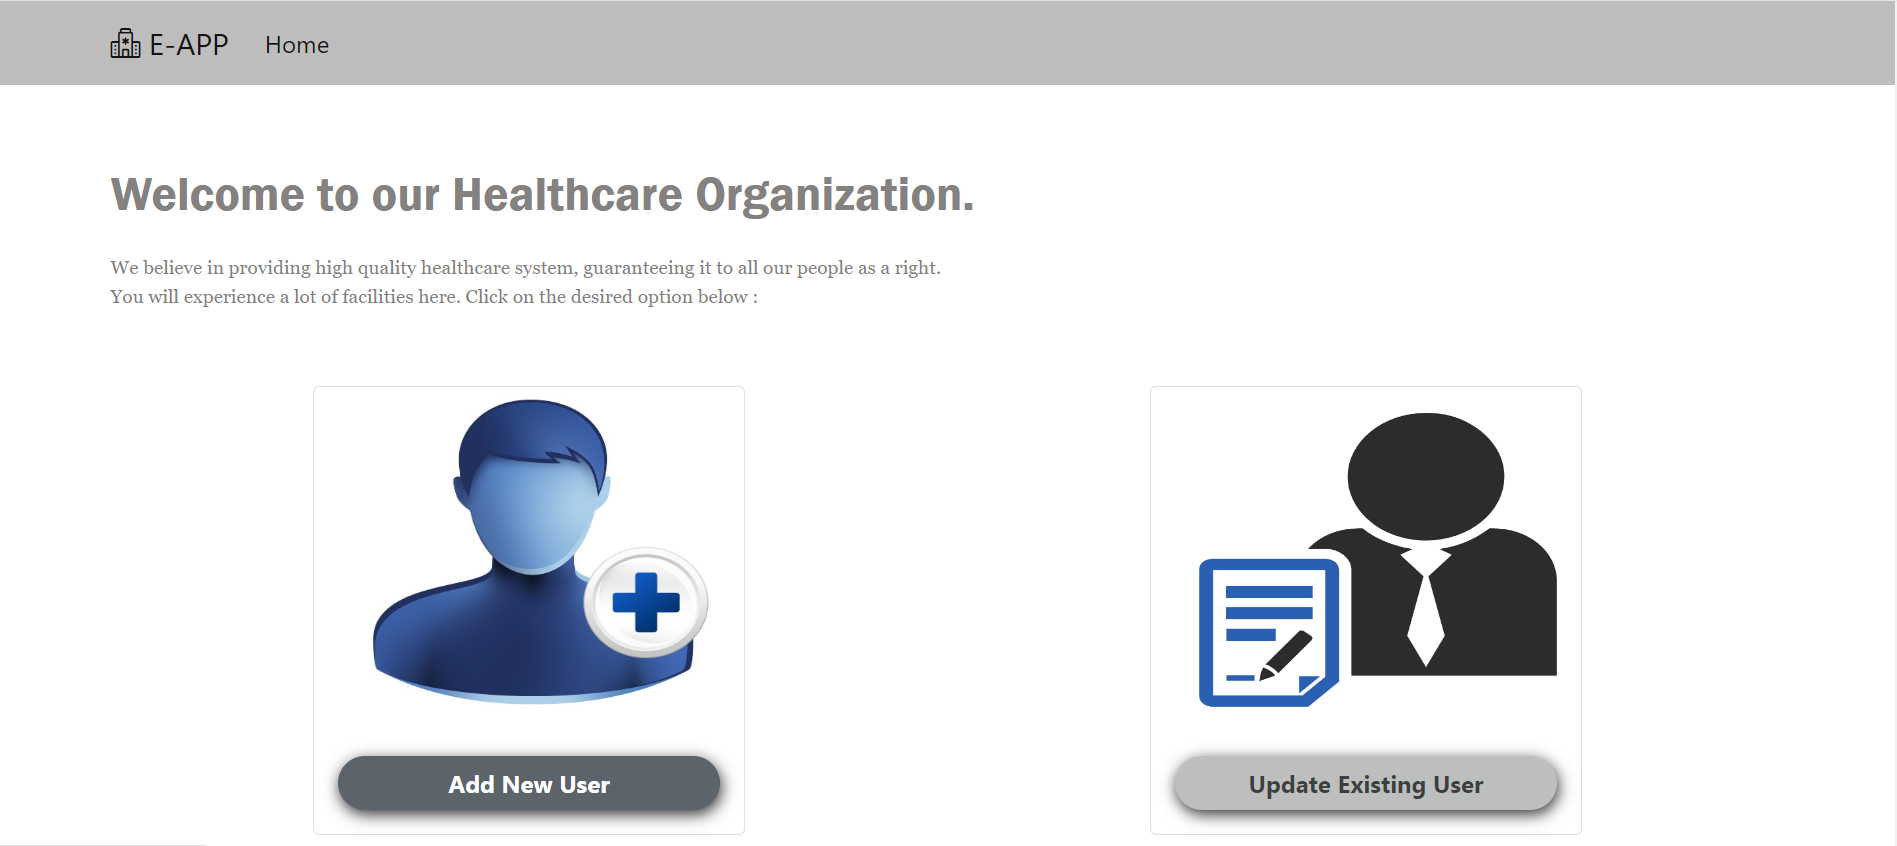 E-APP Home
Welcome to our Healthcare Organization.
We believe in providing high quality healthcare system, guaranteeing it to all our people as a right.
You will experience a lot of facilities here. Click on the desired option below :
Add New User
Update Existing User